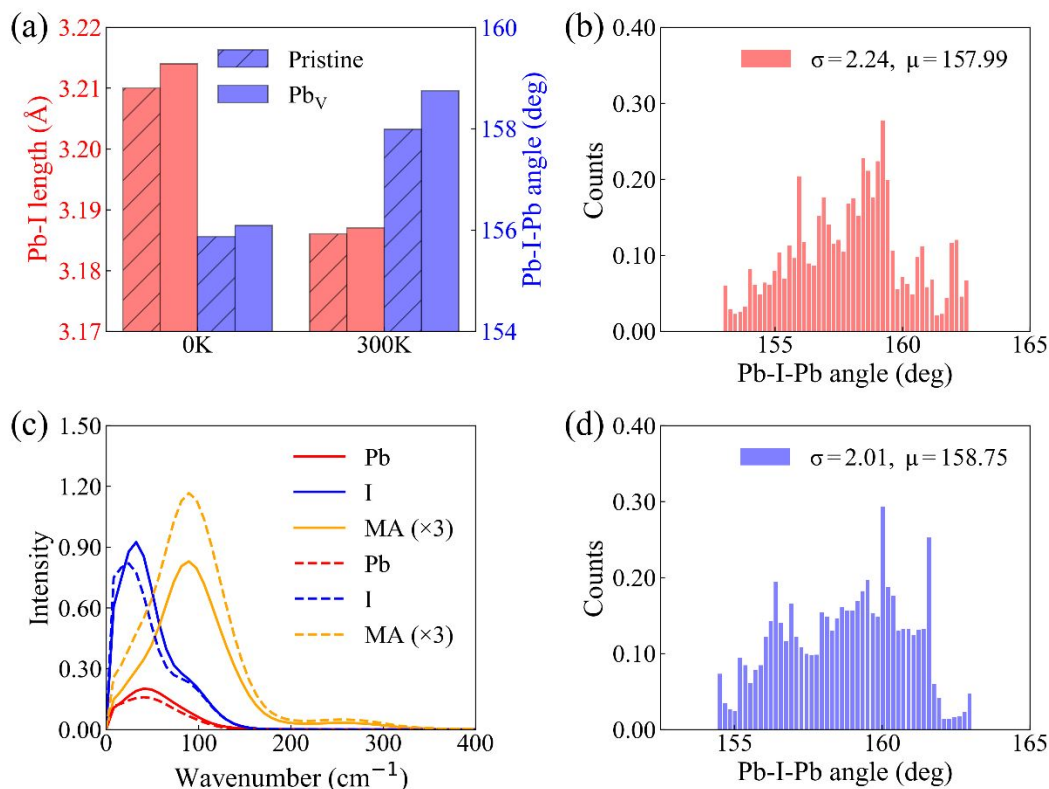 (a)
3.22
3.21
3.20
3.19
3.18
3.17
Pb-I length (Å)
Pristine
Pb_V
160
158
156
154
Pb-I-Pb angle (deg)
0K
300K
(b)
0.40
0.30
0.20
0.10
0.00
Counts
σ=2.24, μ=157.99
155
160
165
Pb-I-Pb angle (deg)
(c)
1.50
1.20
0.90
0.60
0.30
0.00
Intensity
Pb
I
MA (×3)
Pb
I
MA (×3)
0
100
200
300
400
Wavenumber (cm⁻¹)
(d)
0.40
0.30
0.20
0.10
0.00
Counts
σ=2.01, μ=158.75
155
160
165
Pb-I-Pb angle (deg)